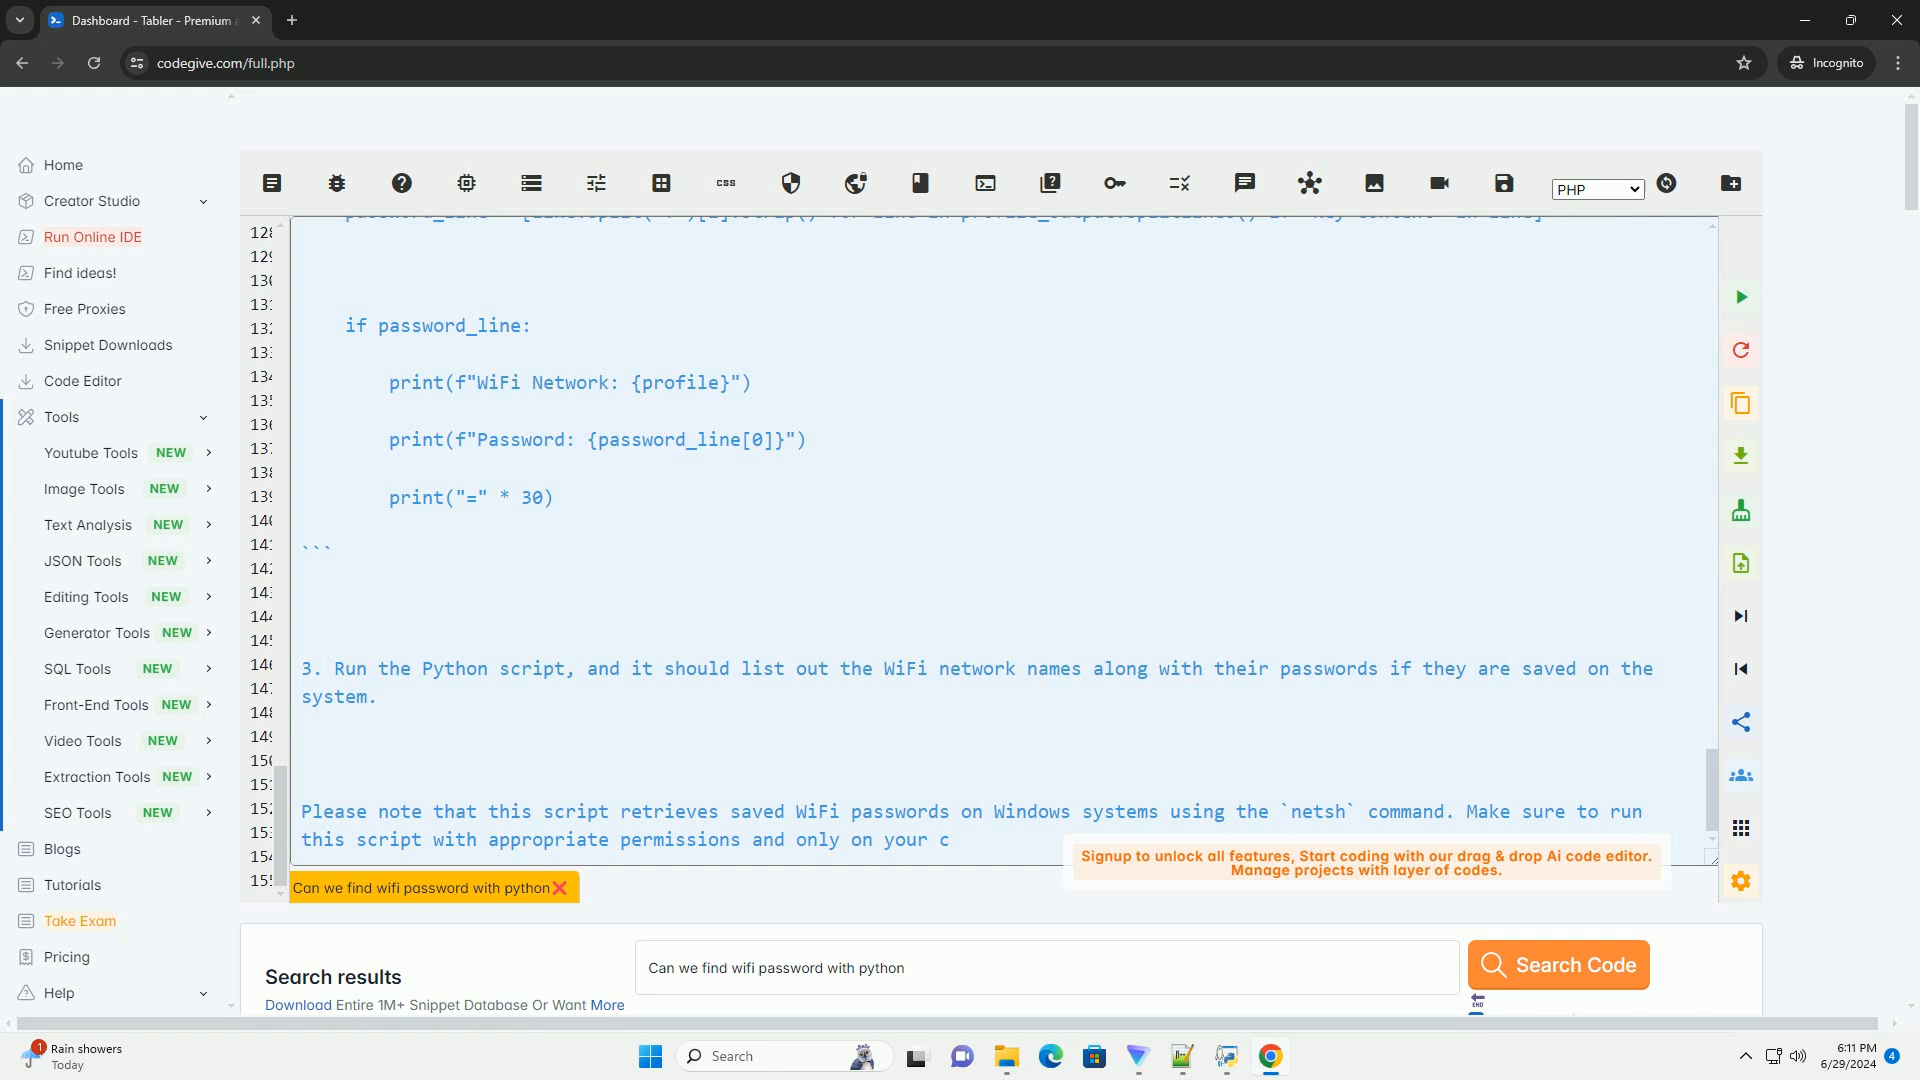 Dashboard - Tabler - Premium
codegive.com/full.php
Incognito
Home
Creator Studio
Run Online IDE
Find ideas!
Free Proxies
Snippet Downloads
Code Editor
Tools
Youtube Tools NEW
Image Tools NEW
Text Analysis NEW
JSON Tools NEW
Editing Tools NEW
Generator Tools NEW
SQL Tools NEW
Front-End Tools NEW
Video Tools NEW
Extraction Tools NEW
SEO Tools NEW
Blogs
Tutorials
Take Exam
Pricing
Help
css
PHP
if password_line:
print(f"WiFi Network: {profile}")
print(f"Password: {password_line[0]}")
print("=" * 30)
```
3. Run the Python script, and it should list out the WiFi network names along with their passwords if they are saved on the
system.
Please note that this script retrieves saved WiFi passwords on Windows systems using the `netsh` command. Make sure to run
this script with appropriate permissions and only on your c
Signup to unlock all features, Start coding with our drag & drop Ai code editor.
Manage projects with layer of codes.
Can we find wifi password with python
Search results
Download Entire 1M+ Snippet Database Or Want More
Can we find wifi password with python
Search Code
END
1
Rain showers
Today
Search
6:11 PM
6/29/2024
4